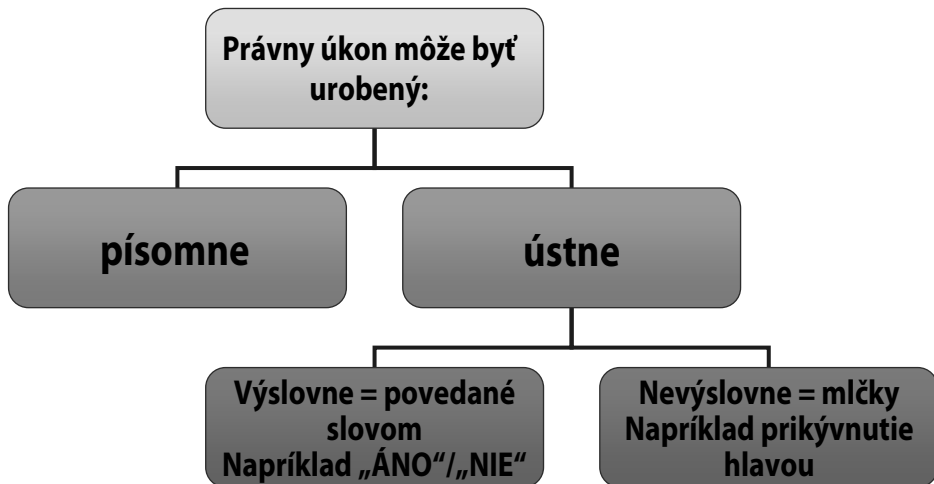 Právny úkon môže byť
urobený:
písomne
ústne
Výslovne = povedané
slovom
Napríklad „ÁNO“/„NIE“
Nevýslovne = mlčky
Napríklad prikývnutie
hlavou